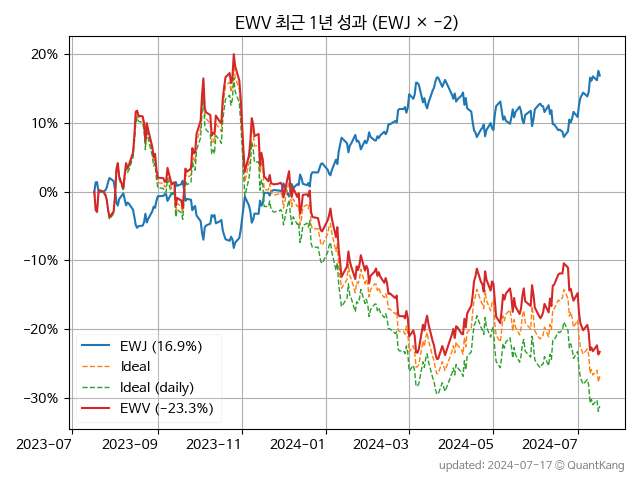 EWV 최근 1년 성과 (EWJ × −2)
20%
10%
0%
−10%
−20%
−30%
EWJ (16.9%)
Ideal
Ideal (daily)
EWV (−23.3%)
2023-07 2023-09 2023-11 2024-01 2024-03 2024-05 2024-07
updated: 2024-07-17 © QuantKang